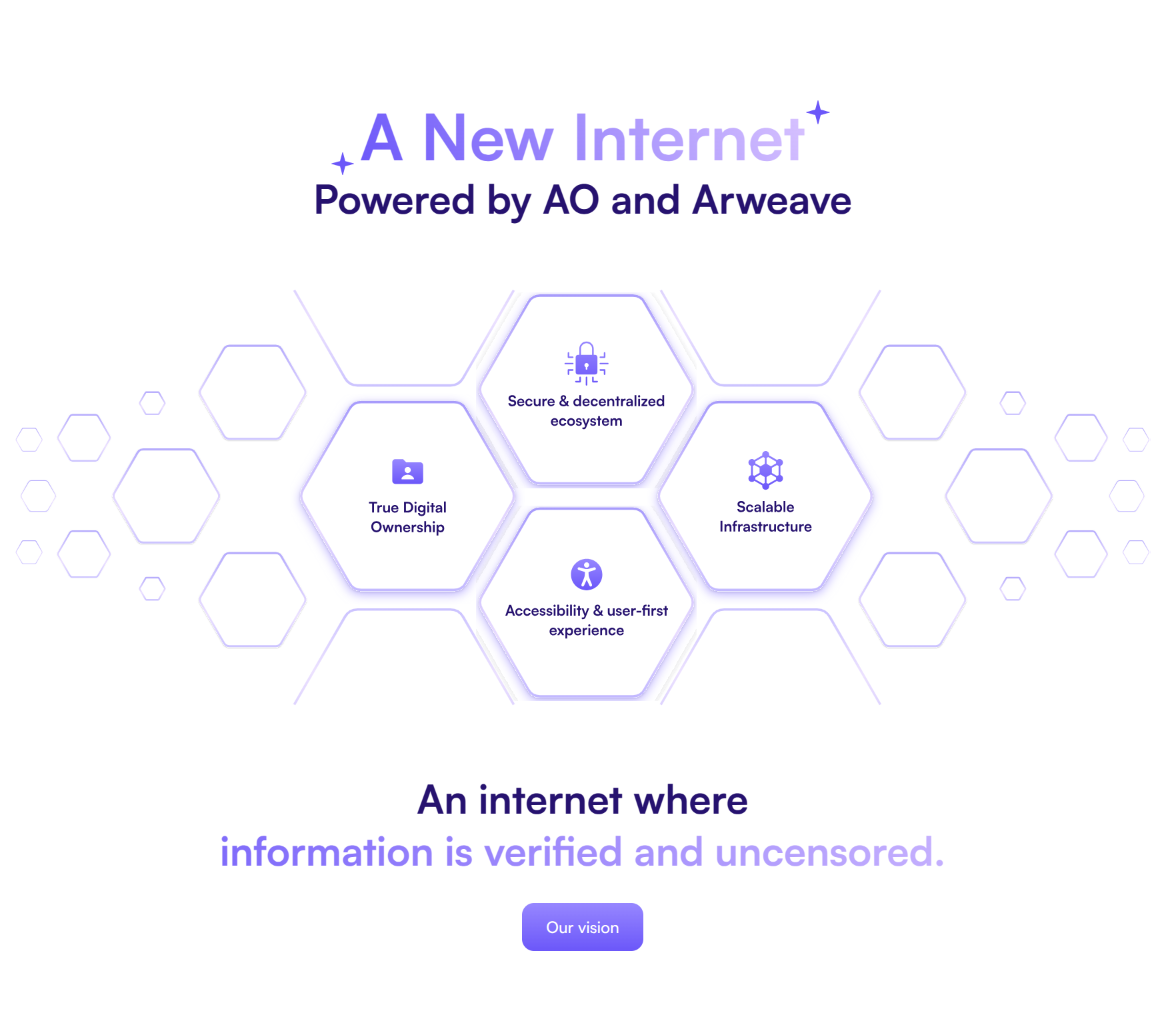 A New Internet
Powered by AO and Arweave
Secure & decentralized
ecosystem
True Digital
Ownership
Scalable
Infrastructure
Accessibility & user-first
experience
An internet where
information is verified and uncensored.
Our vision